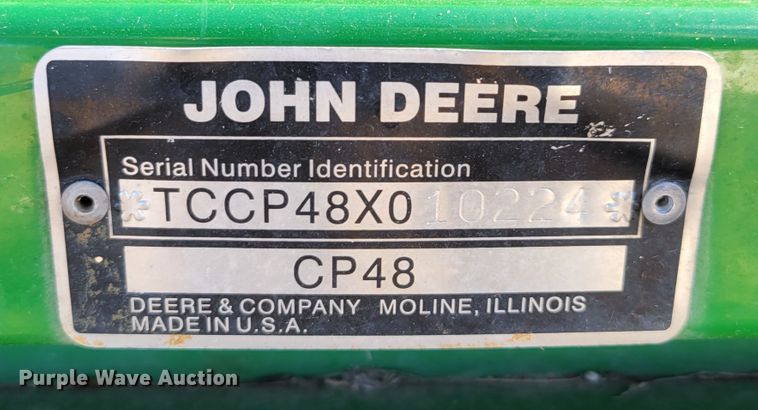 JOHN DEERE
Serial Number Identification
*TCCP48X010224*
CP48
DEERE & COMPANY MOLINE, ILLINOIS
MADE IN U.S.A.
Purple Wave Auction